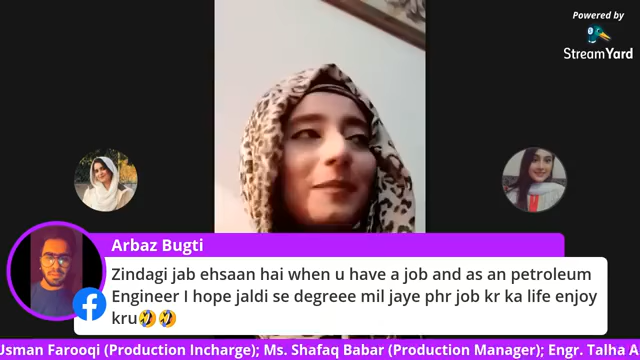 Powered by
StreamYard
Arbaz Bugti
Zindagi jab ehsaan hai when u have a job and as an petroleum
Engineer I hope jaldi se degreee mil jaye phr job kr ka life enjoy
kru🤣🤣
Usman Farooqi (Production Incharge); Ms. Shafaq Babar (Production Manager); Engr. Talha A